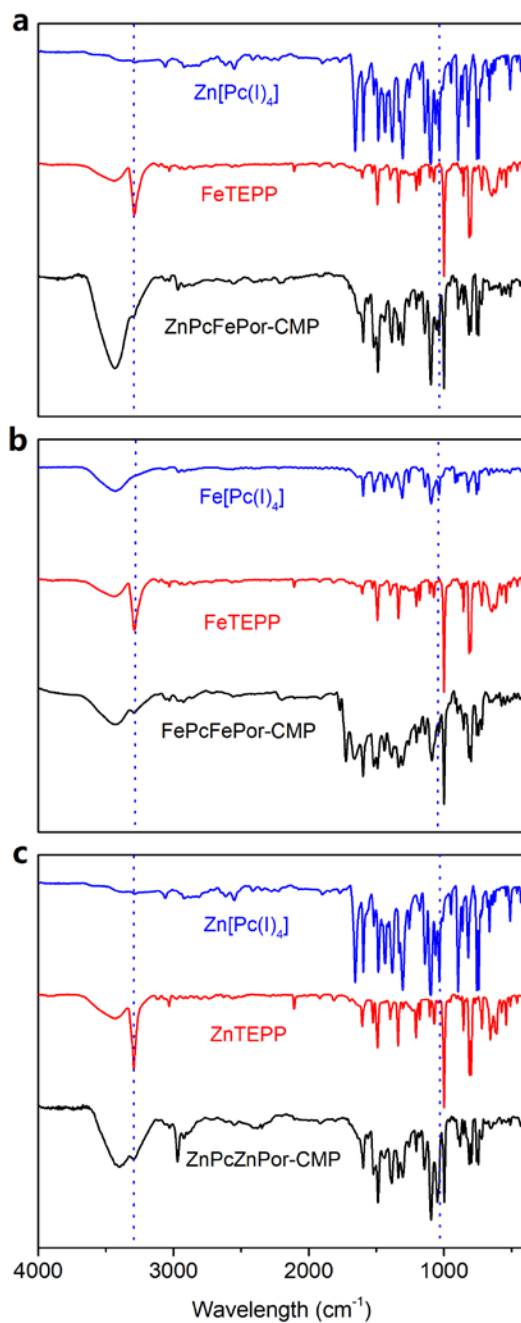 a
Zn[Pc(I)₄]
FeTEPP
ZnPcFePor-CMP
b
Fe[Pc(I)₄]
FeTEPP
FePcFePor-CMP
c
Zn[Pc(I)₄]
ZnTEPP
ZnPcZnPor-CMP
4000 3000 2000 1000
Wavelength (cm⁻¹)